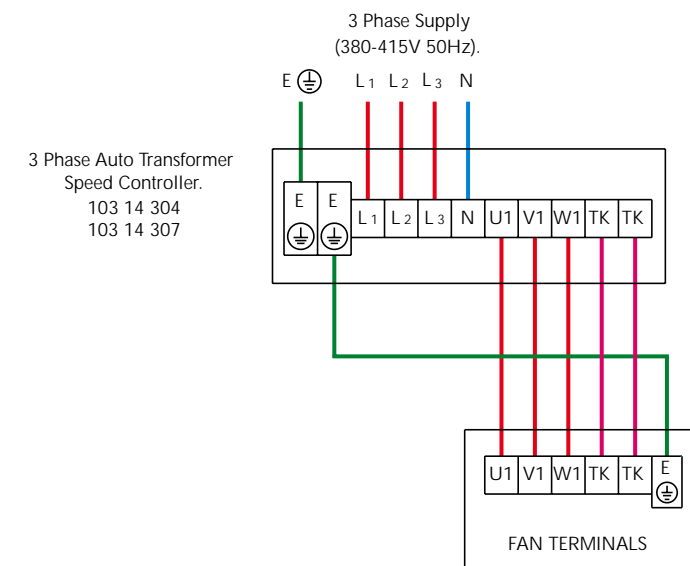 3 Phase Supply
(380-415V 50Hz).
E L1 L2 L3 N
3 Phase Auto Transformer
Speed Controller.
103 14 304
103 14 307
E E L1 L2 L3 N U1 V1 W1 TK TK
U1 V1 W1 TK TK E
FAN TERMINALS